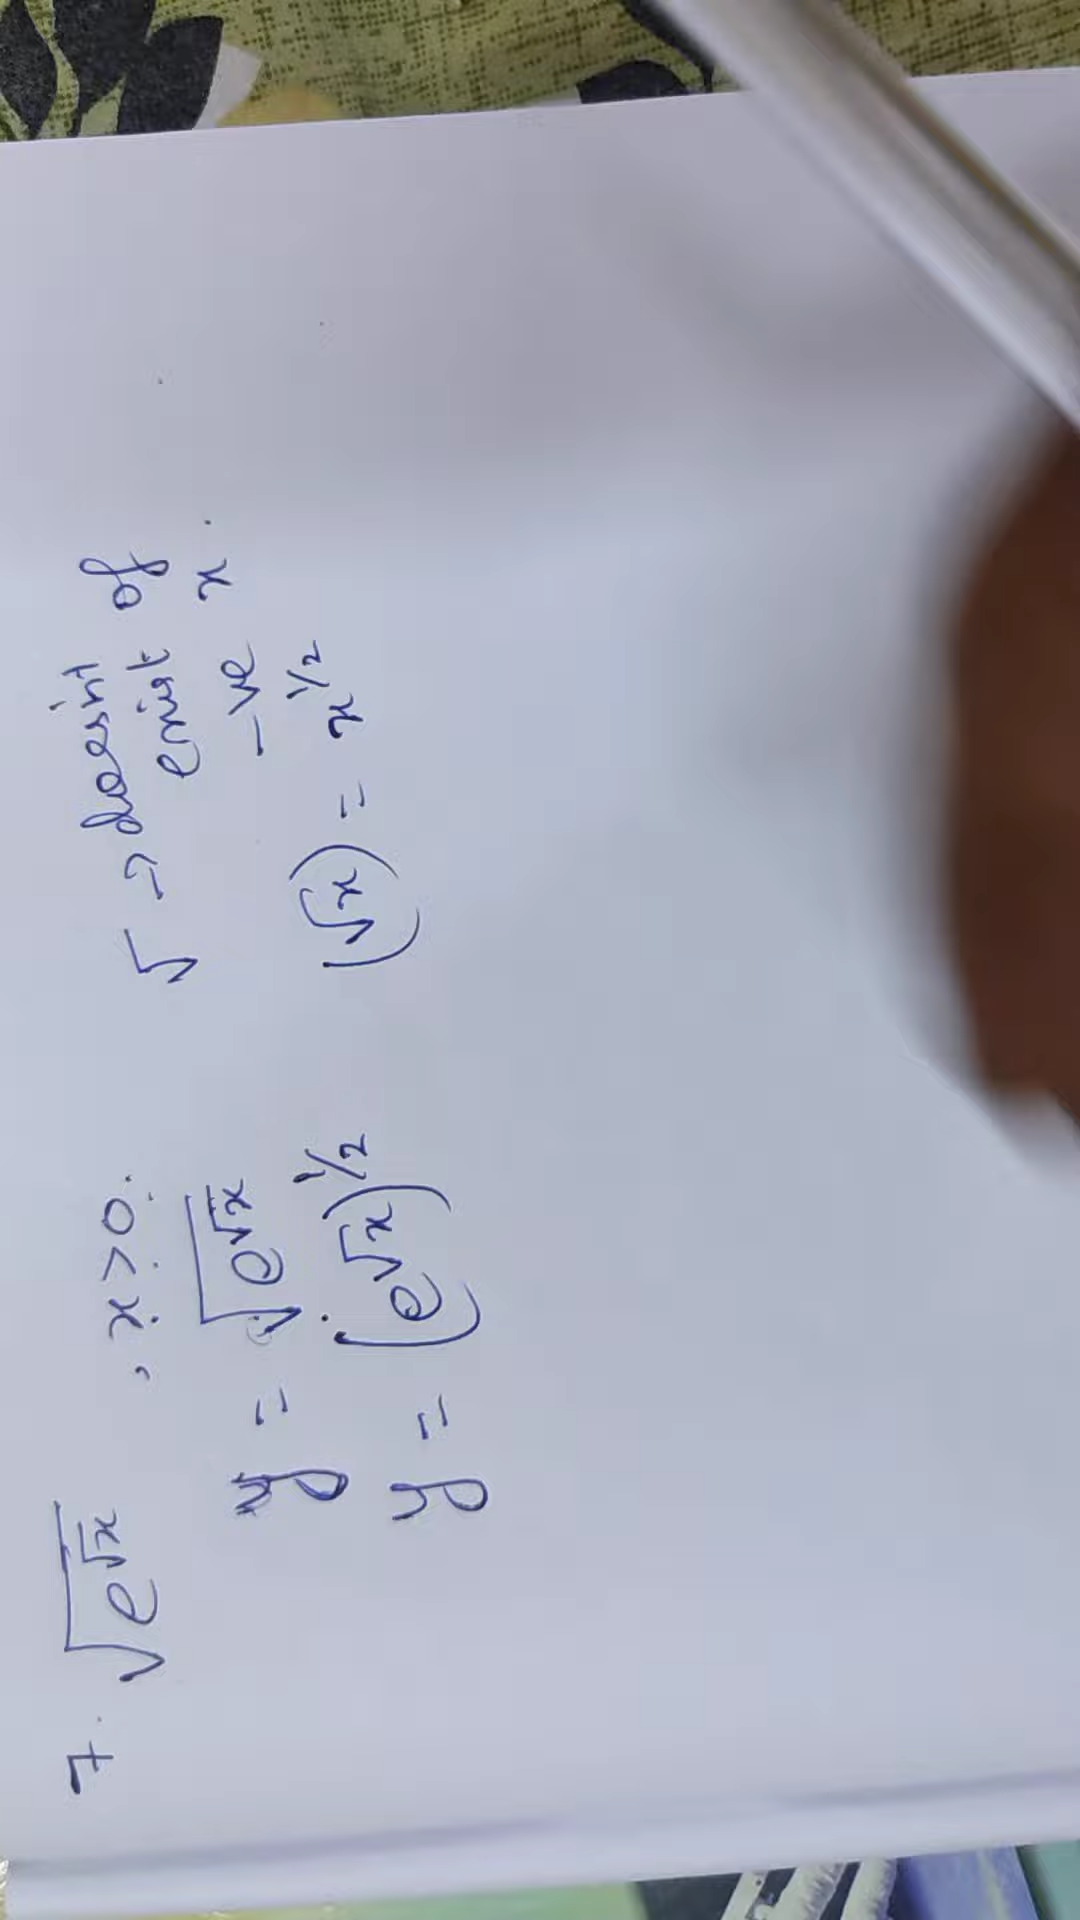 7. √e^√x , x > 0.
√ → doesn't
exist of
-ve x.
y = √e^√x
(√x) = x^1/2
y = (e^√x)^1/2